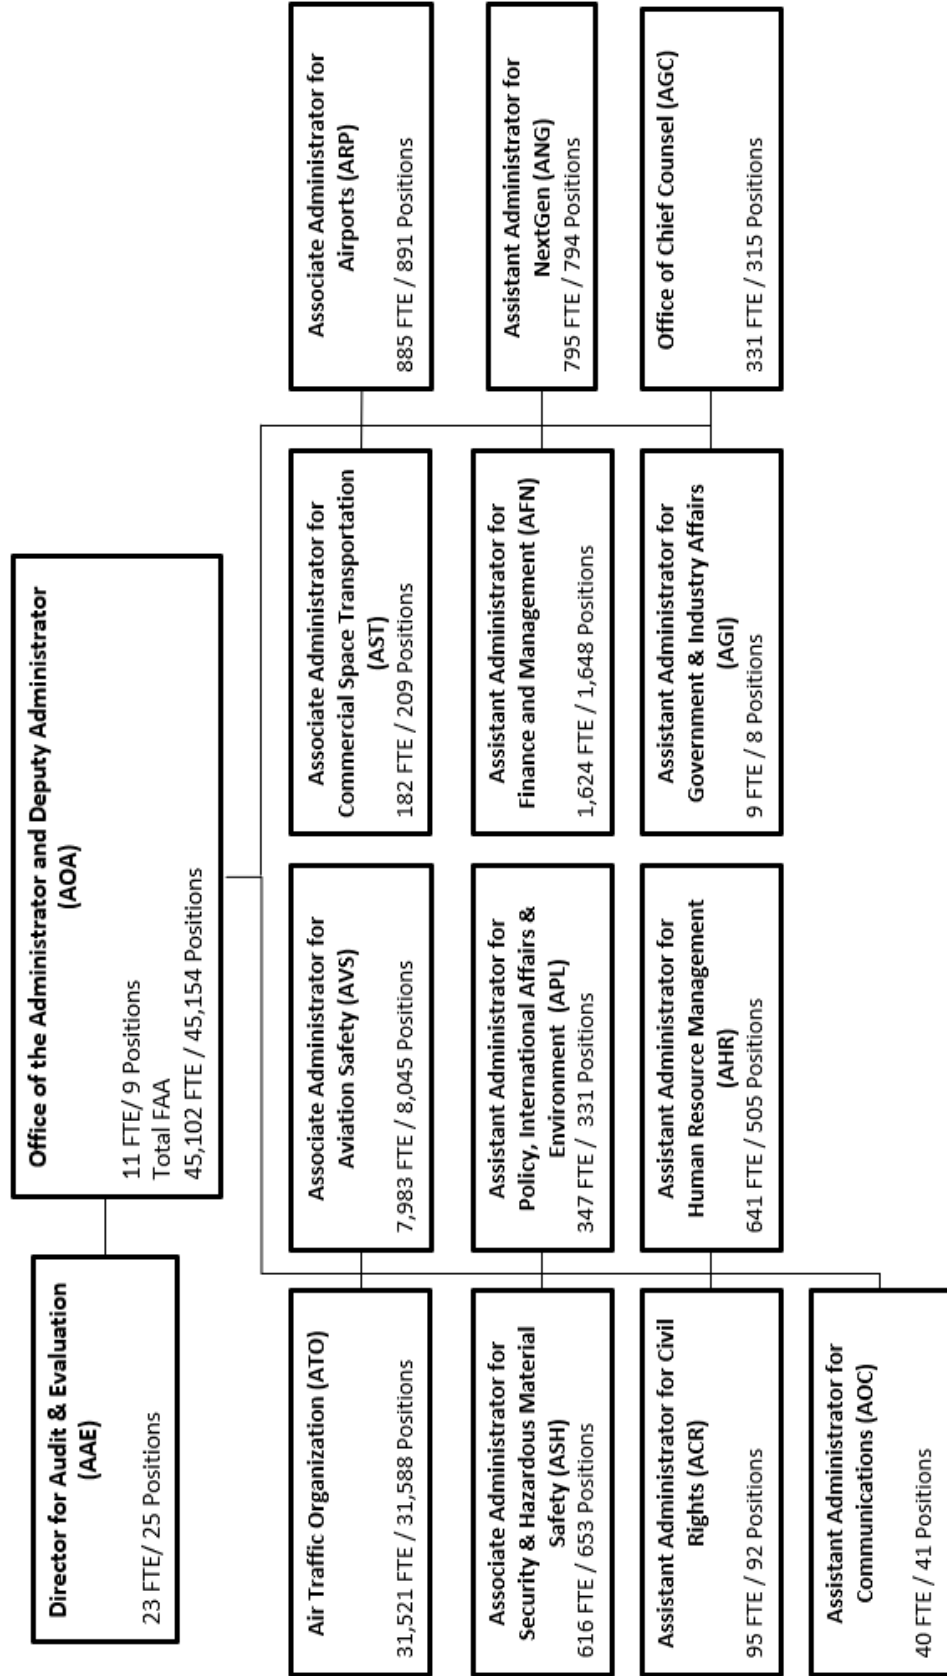 Office of the Administrator and Deputy Administrator
(AOA)
11 FTE/ 9 Positions
Total FAA
45,102 FTE / 45,154 Positions
Director for Audit & Evaluation
(AAE)
23 FTE/ 25 Positions
Air Traffic Organization (ATO)
31,521 FTE / 31,588 Positions
Associate Administrator for
Aviation Safety (AVS)
7,983 FTE / 8,045 Positions
Associate Administrator for
Commercial Space Transportation
(AST)
182 FTE / 209 Positions
Associate Administrator for
Airports (ARP)
885 FTE / 891 Positions
Associate Administrator for
Security & Hazardous Material
Safety (ASH)
616 FTE / 653 Positions
Assistant Administrator for
Policy, International Affairs &
Environment (APL)
347 FTE / 331 Positions
Assistant Administrator for
Finance and Management (AFN)
1,624 FTE / 1,648 Positions
Assistant Administrator for
NextGen (ANG)
795 FTE / 794 Positions
Assistant Administrator for Civil
Rights (ACR)
95 FTE / 92 Positions
Assistant Administrator for
Human Resource Management
(AHR)
641 FTE / 505 Positions
Assistant Administrator for
Government & Industry Affairs
(AGI)
9 FTE / 8 Positions
Office of Chief Counsel (AGC)
331 FTE / 315 Positions
Assistant Administrator for
Communications (AOC)
40 FTE / 41 Positions